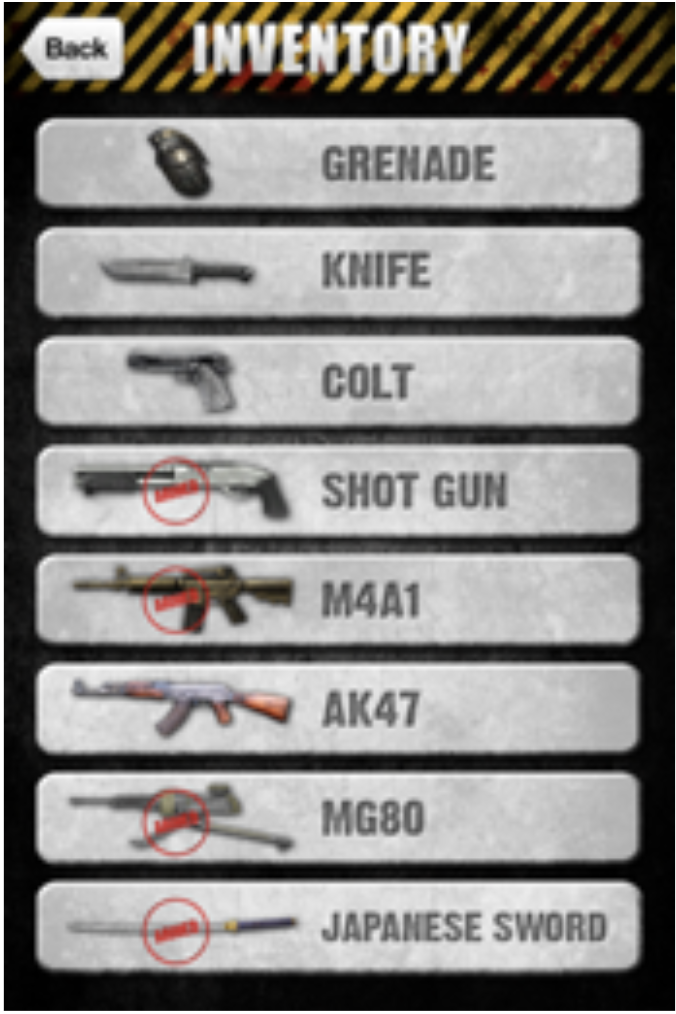 Back
INVENTORY
GRENADE
KNIFE
COLT
SHOT GUN
M4A1
AK47
MG80
JAPANESE SWORD